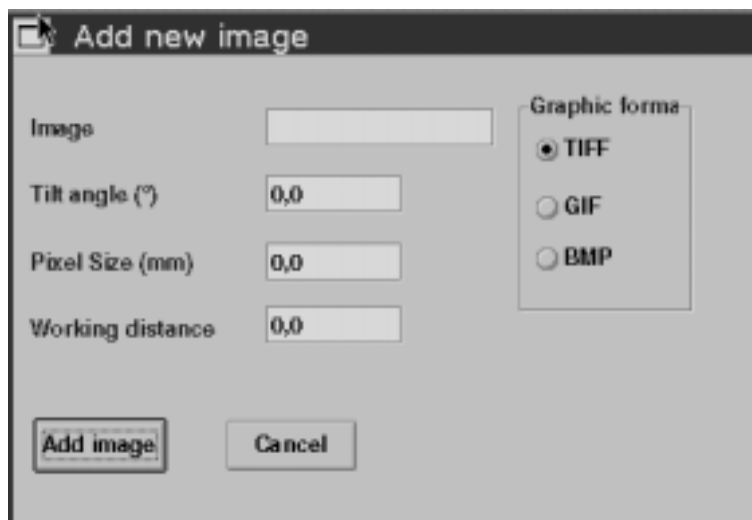 Add new image
Image
Tilt angle (°) 0,0
Pixel Size (mm) 0,0
Working distance 0,0
Graphic forma
TIFF
GIF
BMP
Add image Cancel